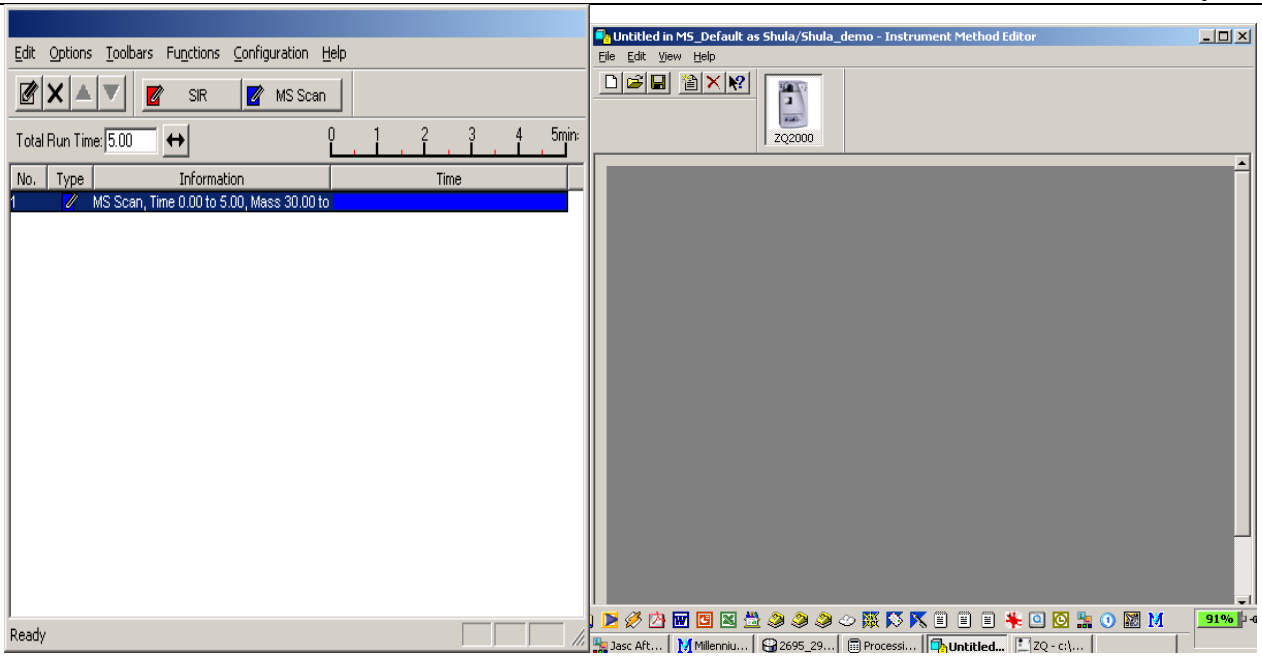 Edit Options Toolbars Functions Configuration Help
SIR MS Scan
Total Run Time: 5.00 0 1 2 3 4 5min:
No. Type Information Time
1 MS Scan, Time 0.00 to 5.00, Mass 30.00 to
Ready
Untitled in MS_Default as Shula/Shula_demo - Instrument Method Editor
File Edit View Help
ZQ2000
91%
Jasc Aft... Millenniu... 2695_29... Processi... Untitled... ZQ - c:\...